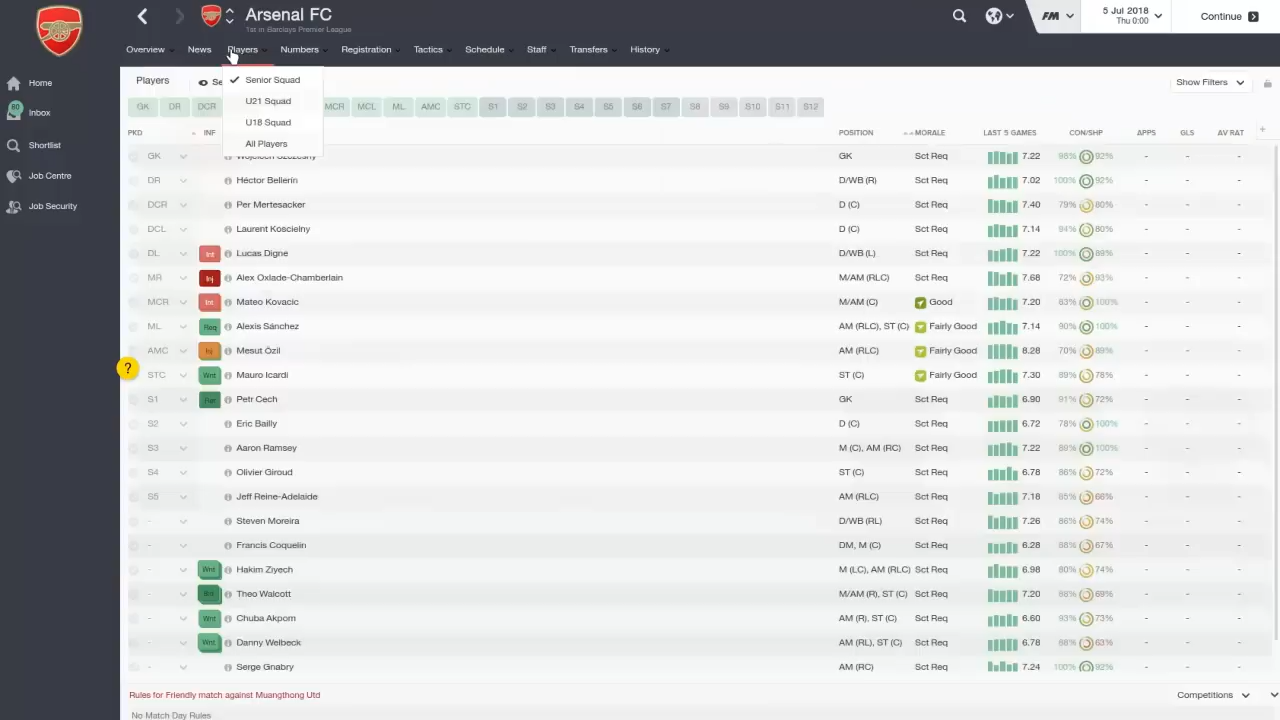 Arsenal FC
1st in Barclays Premier League
FM
5 Jul 2018
Thu 0:00
Continue
Overview News Players Numbers Registration Tactics Schedule Staff Transfers History
Home
80
Inbox
Shortlist
Job Centre
Job Security
Players Se
Show Filters
Senior Squad
U21 Squad
U18 Squad
All Players
GK DR DCR MCR MCL ML AMC STC S1 S2 S3 S4 S5 S6 S7 S8 S9 S10 S11 S12
PKD INF POSITION MORALE LAST 5 GAMES CON/SHP APPS GLS AV RAT
GK Wojciech Szczesny GK Sct Req 7.22 98% 92% - - -
DR Héctor Bellerín D/WB (R) Sct Req 7.02 100% 92% - - -
DCR Per Mertesacker D (C) Sct Req 7.40 79% 80% - - -
DCL Laurent Koscielny D (C) Sct Req 7.14 94% 80% - - -
DL Int Lucas Digne D/WB (L) Sct Req 7.22 100% 89% - - -
MR Inj Alex Oxlade-Chamberlain M/AM (RLC) Sct Req 7.68 72% 93% - - -
MCR Int Mateo Kovacic M/AM (C) Good 7.20 83% 100% - - -
ML Req Alexis Sánchez AM (RLC), ST (C) Fairly Good 7.14 90% 100% - - -
AMC Inj Mesut Özil AM (RLC) Fairly Good 8.28 70% 89% - - -
STC Wnt Mauro Icardi ST (C) Fairly Good 7.30 89% 78% - - -
S1 Petr Cech GK Sct Req 6.90 91% 72% - - -
S2 Eric Bailly D (C) Sct Req 6.72 78% 100% - - -
S3 Aaron Ramsey M (C), AM (RC) Sct Req 7.22 89% 100% - - -
S4 Olivier Giroud ST (C) Sct Req 6.78 86% 72% - - -
S5 Jeff Reine-Adelaide AM (RLC) Sct Req 7.18 85% 68% - - -
- Steven Moreira D/WB (RL) Sct Req 7.26 86% 74% - - -
- Francis Coquelin DM, M (C) Sct Req 6.28 88% 67% - - -
- Wnt Hakim Ziyech M (LC), AM (RLC) Sct Req 6.98 80% 74% - - -
- Theo Walcott M/AM (R), ST (C) Sct Req 7.20 88% 69% - - -
- Wnt Chuba Akpom AM (R), ST (C) Sct Req 6.60 93% 73% - - -
- Wnt Danny Welbeck AM (RL), ST (C) Sct Req 6.78 88% 63% - - -
- Serge Gnabry AM (RC) Sct Req 7.24 100% 92% - - -
?
Rules for Friendly match against Muangthong Utd
Competitions
No Match Day Rules